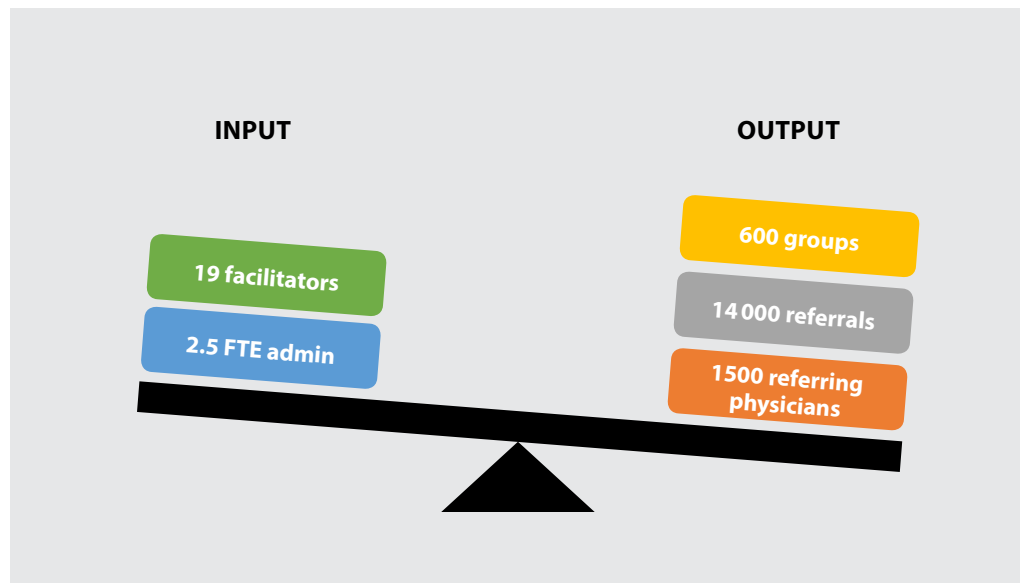 INPUT
OUTPUT
19 facilitators
2.5 FTE admin
600 groups
14 000 referrals
1500 referring
physicians